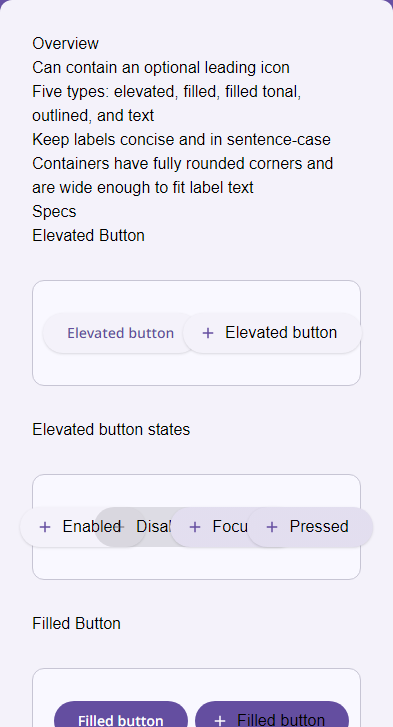 Overview
Can contain an optional leading icon
Five types: elevated, filled, filled tonal,
outlined, and text
Keep labels concise and in sentence-case
Containers have fully rounded corners and
are wide enough to fit label text
Specs
Elevated Button
Elevated button + Elevated button
Elevated button states
+ Enabled + Disal + Focu + Pressed
Filled Button
Filled button + Filled button